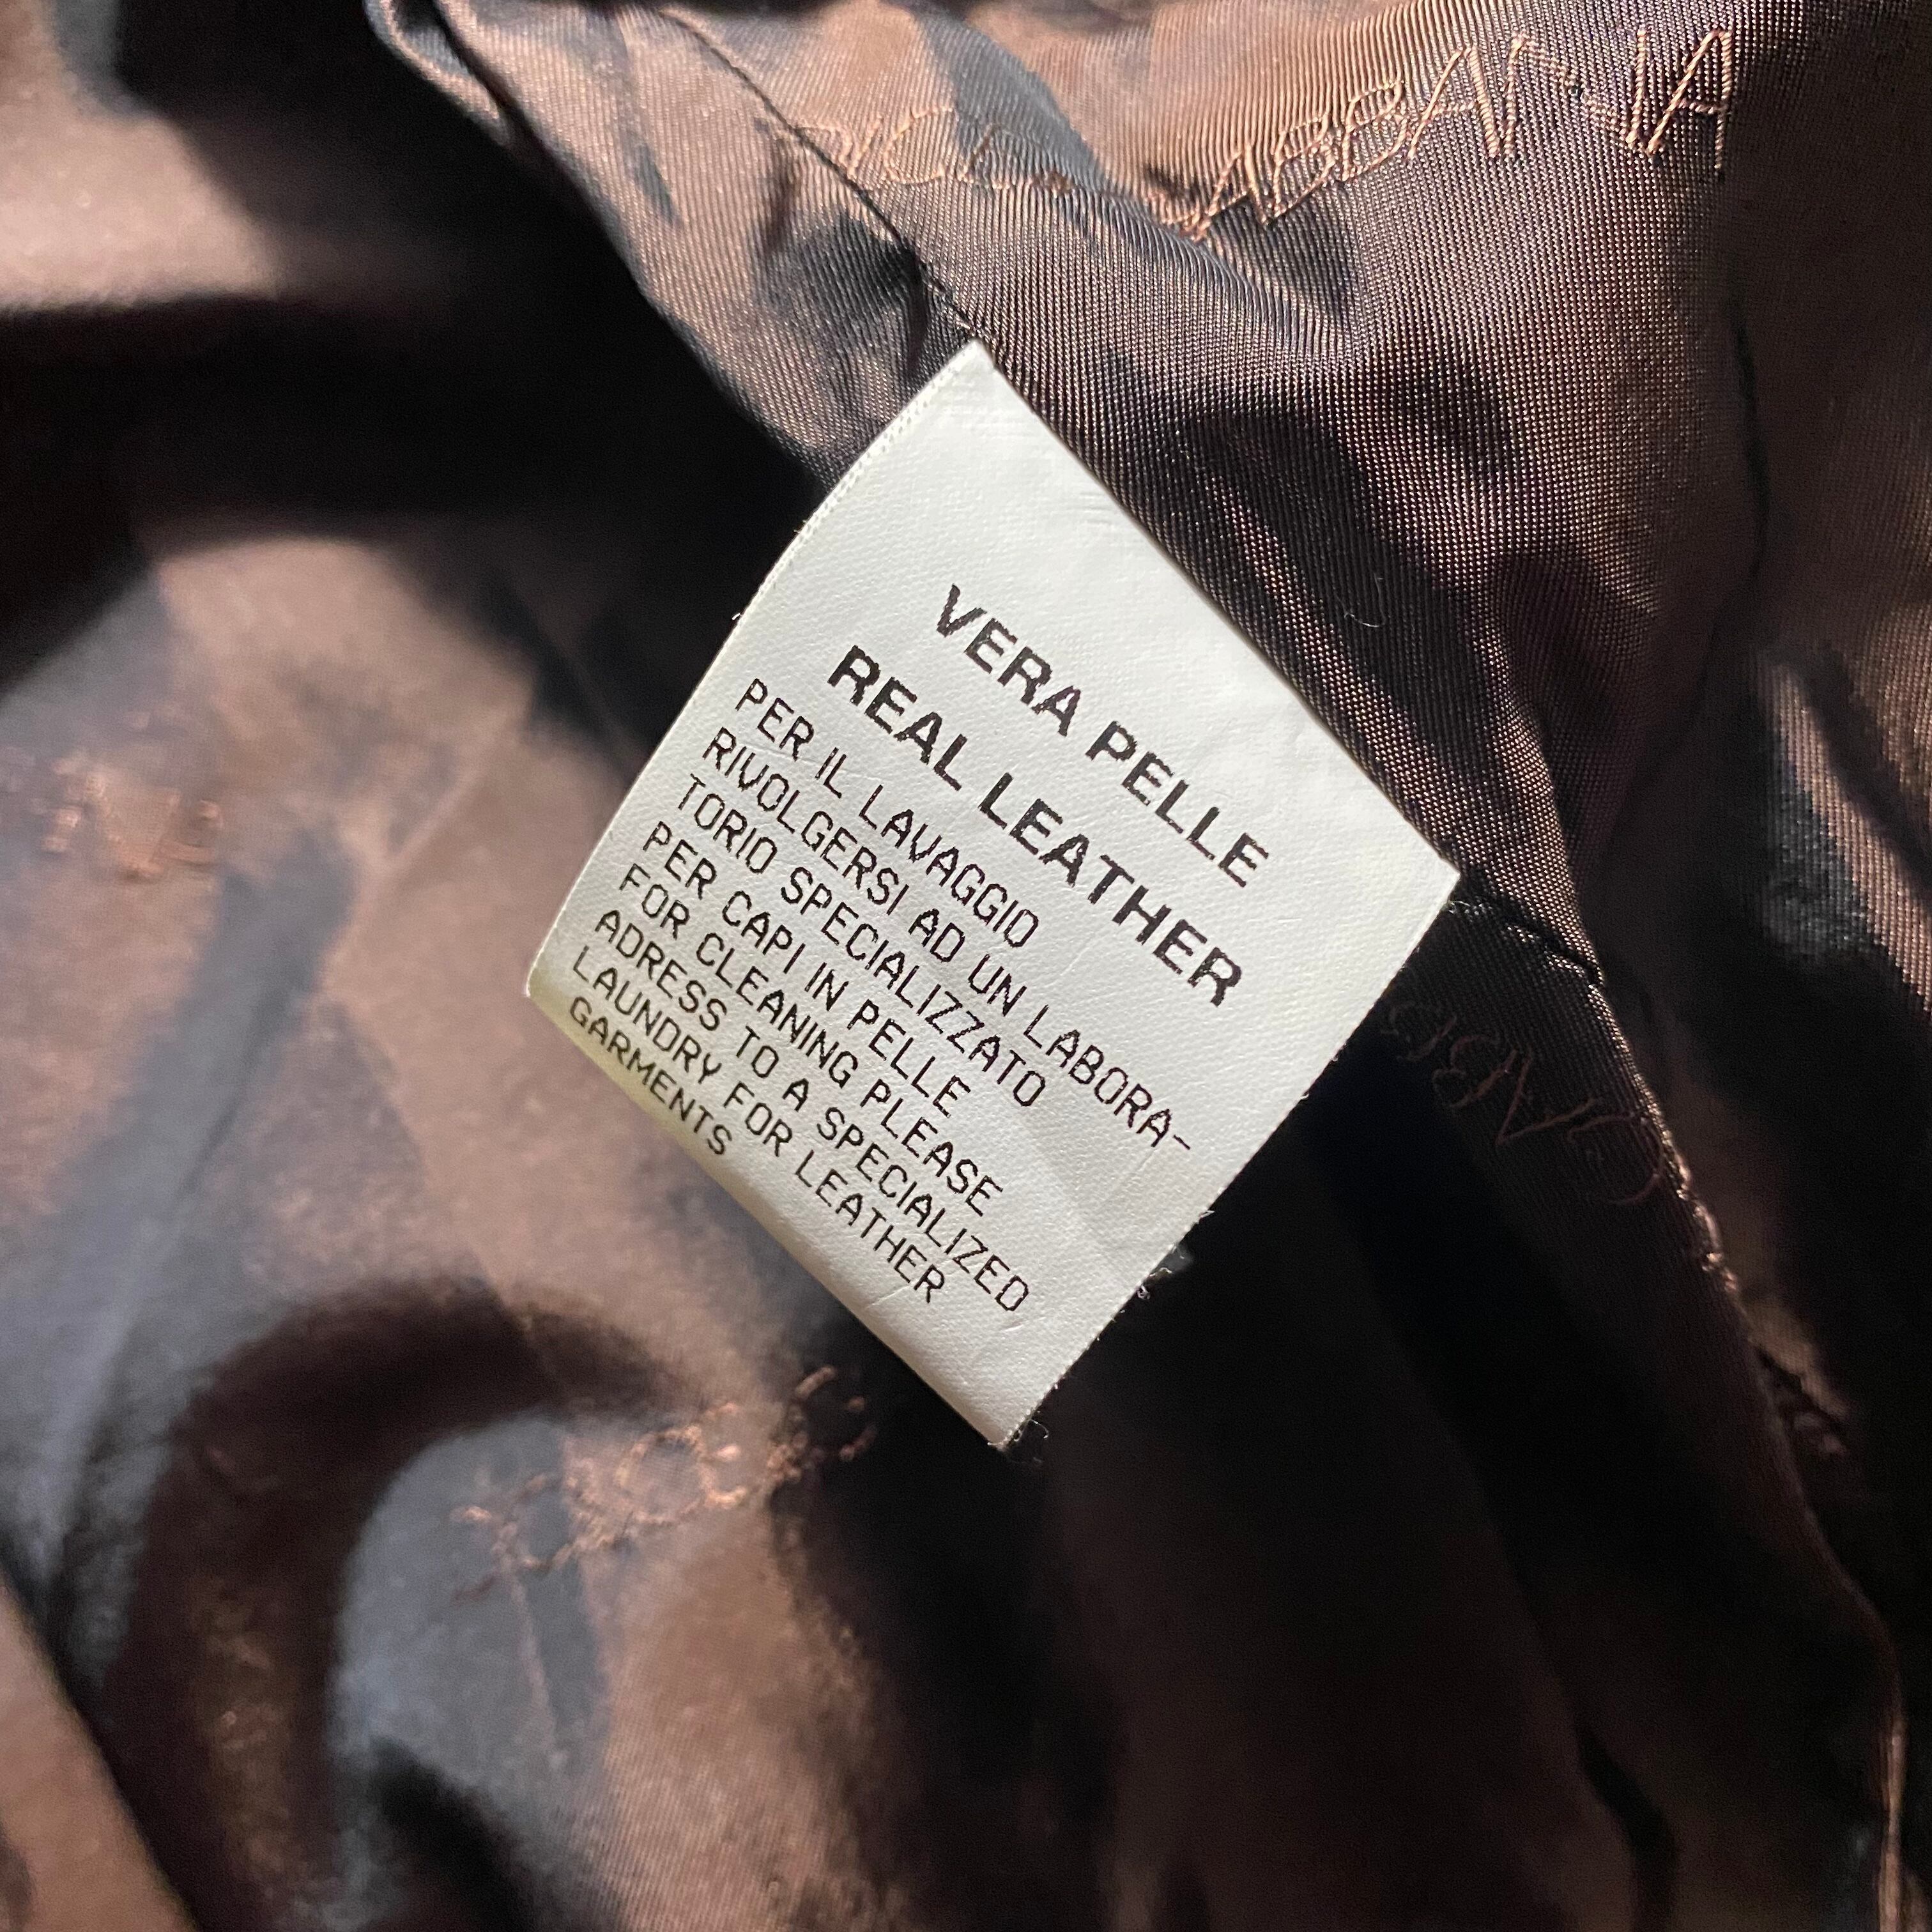 VERA PELLE
REAL LEATHER
PER IL LAVAGGIO
RIVOLGERSI AD UN LABORA-
TORIO SPECIALIZZATO
PER CAPI IN PELLE
FOR CLEANING PLEASE
ADRESS TO A SPECIALIZED
LAUNDRY FOR LEATHER
GARMENTS